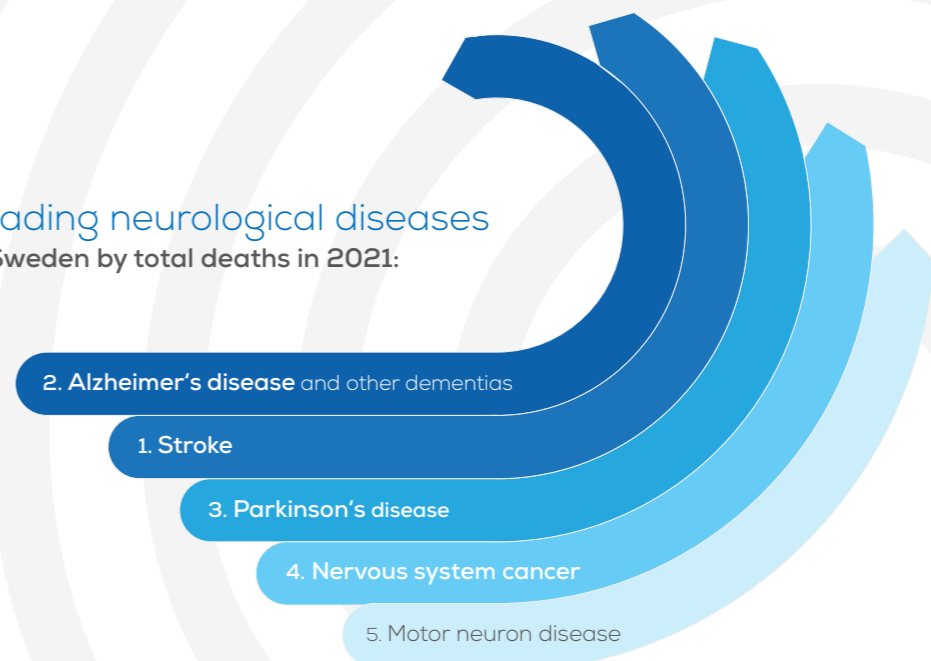 ading neurological diseases
Sweden by total deaths in 2021:
2. Alzheimer's disease and other dementias
1. Stroke
3. Parkinson's disease
4. Nervous system cancer
5. Motor neuron disease